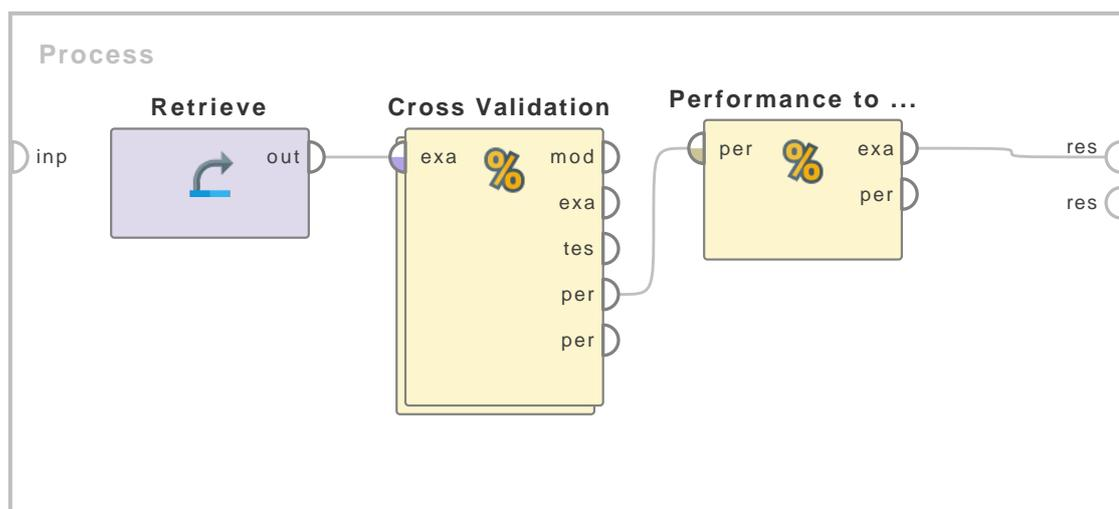 Process
Retrieve
Cross Validation
Performance to ...
inp
out
exa
mod
exa
tes
per
per
per
exa
per
res
res